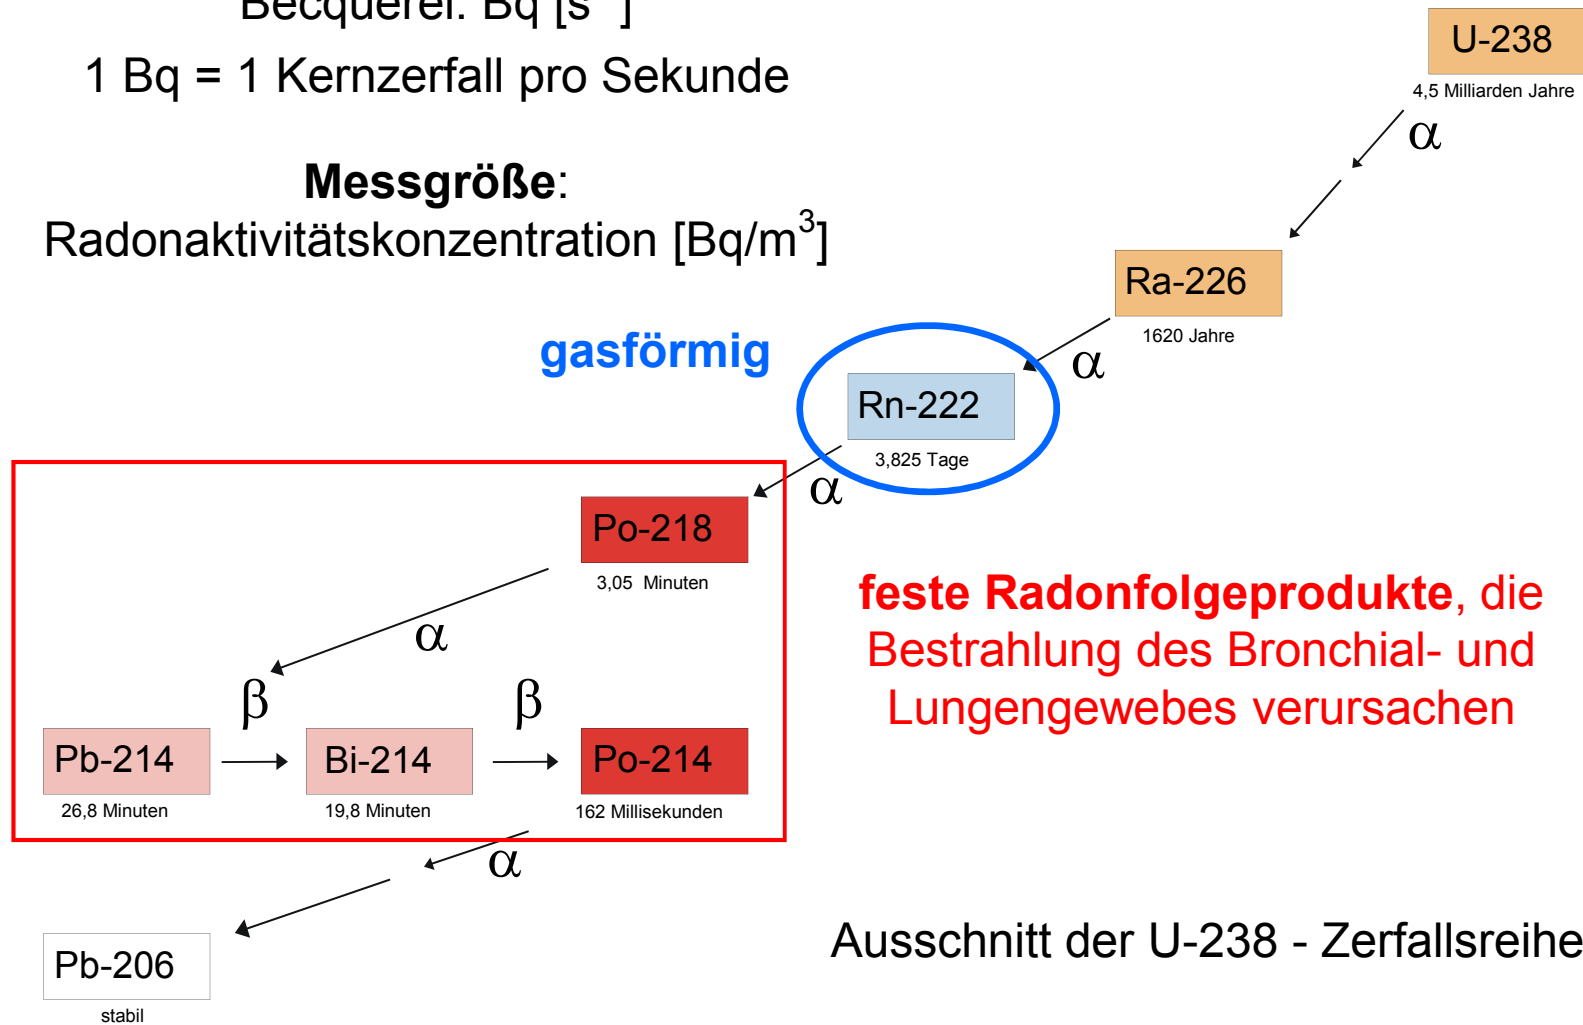 Becquerel: Bq [s⁻¹]
1 Bq = 1 Kernzerfall pro Sekunde
Messgröße:
Radonaktivitätskonzentration [Bq/m³]
U-238
4,5 Milliarden Jahre
α
Ra-226
1620 Jahre
α
gasförmig
Rn-222
3,825 Tage
α
Po-218
3,05 Minuten
α
feste Radonfolgeprodukte, die
Bestrahlung des Bronchial- und
Lungengewebes verursachen
β
β
Pb-214
26,8 Minuten
Bi-214
19,8 Minuten
Po-214
162 Millisekunden
α
Pb-206
stabil
Ausschnitt der U-238 - Zerfallsreihe